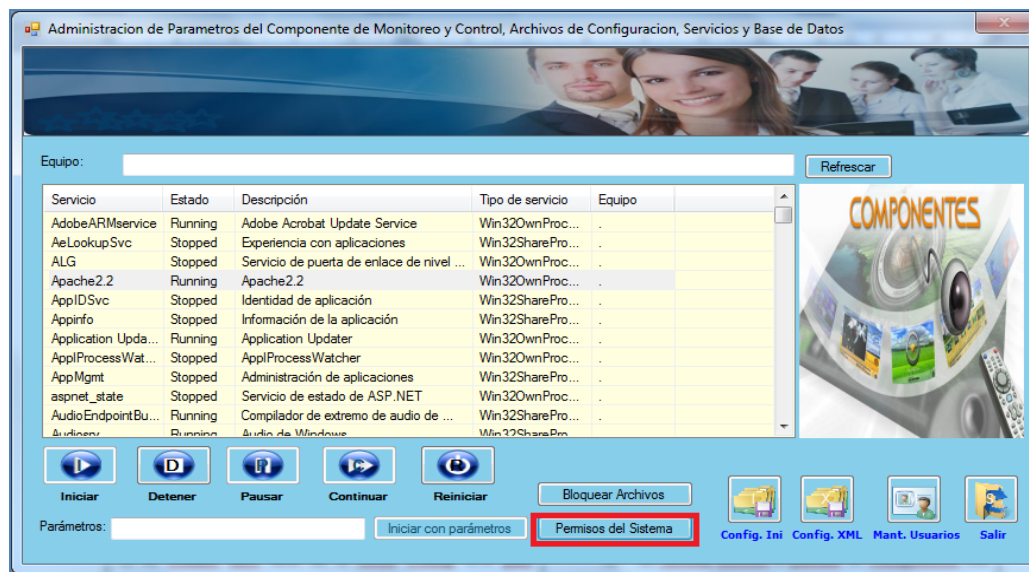 Administracion de Parametros del Componente de Monitoreo y Control, Archivos de Configuracion, Servicios y Base de Datos
Equipo:
Refrescar
Servicio Estado Descripción Tipo de servicio Equipo
AdobeARMservice Running Adobe Acrobat Update Service Win32OwnProc... .
AeLookupSvc Stopped Experiencia con aplicaciones Win32SharePro... .
ALG Stopped Servicio de puerta de enlace de nivel ... Win32OwnProc... .
Apache2.2 Running Apache2.2 Win32OwnProc... .
AppIDSvc Stopped Identidad de aplicación Win32SharePro... .
Appinfo Stopped Información de la aplicación Win32SharePro... .
Application Upda... Running Application Updater Win32OwnProc... .
ApplProcessWat... Stopped ApplProcessWatcher Win32OwnProc... .
AppMgmt Stopped Administración de aplicaciones Win32SharePro... .
aspnet_state Stopped Servicio de estado de ASP.NET Win32OwnProc... .
AudioEndpointBu... Running Compilador de extremo de audio de ... Win32SharePro... .
Audiosrv Running Audio de Windows Win32SharePro
COMPONENTES
D
P
C
R
Iniciar Detener Pausar Continuar Reiniciar
Bloquear Archivos
Parámetros:
Iniciar con parámetros
Permisos del Sistema
Config. Ini Config. XML Mant. Usuarios Salir